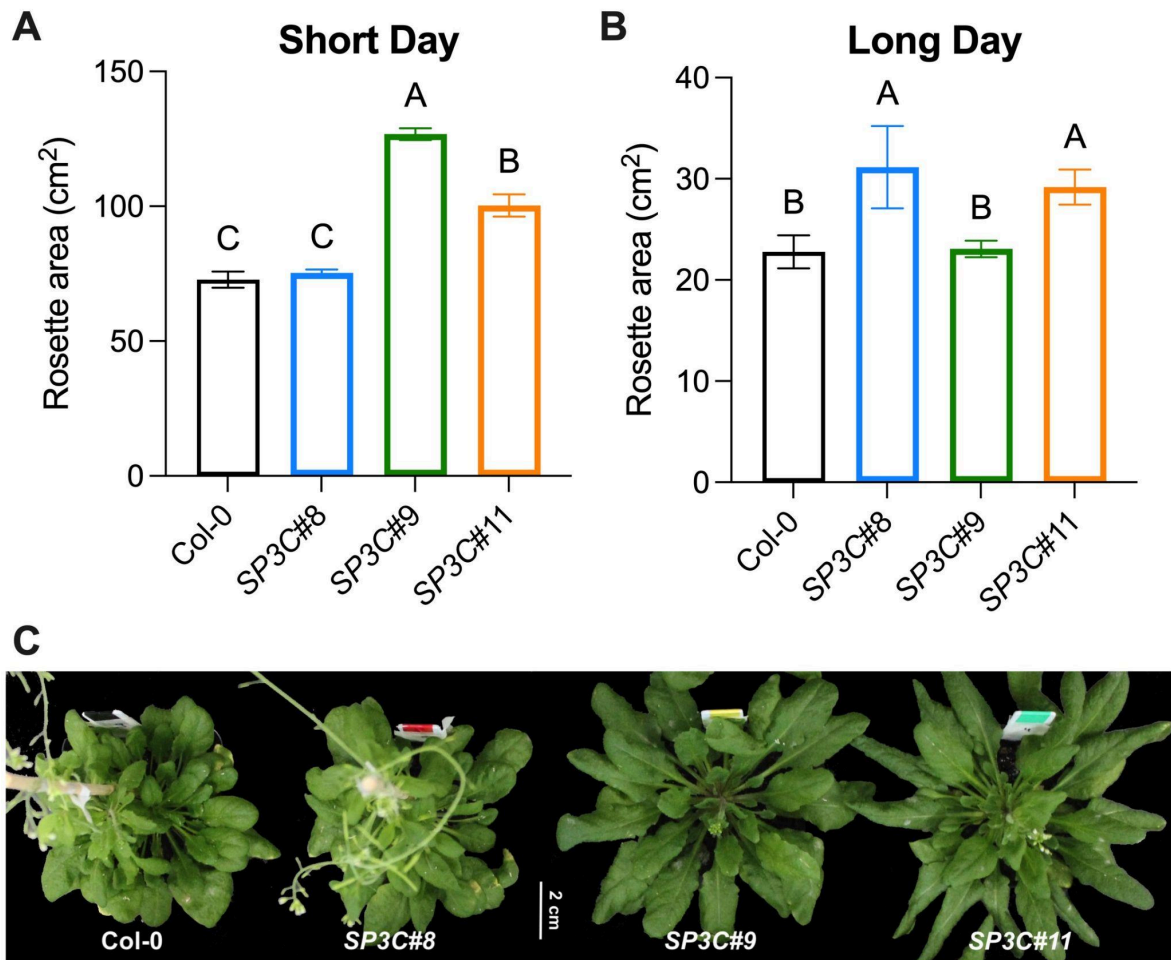 A
Short Day
Rosette area (cm²)
150
100
50
0
C
C
A
B
Col-0
SP3C#8
SP3C#9
SP3C#11
B
Long Day
Rosette area (cm²)
40
30
20
10
0
B
A
B
A
Col-0
SP3C#8
SP3C#9
SP3C#11
C
2 cm
Col-0
SP3C#8
SP3C#9
SP3C#11